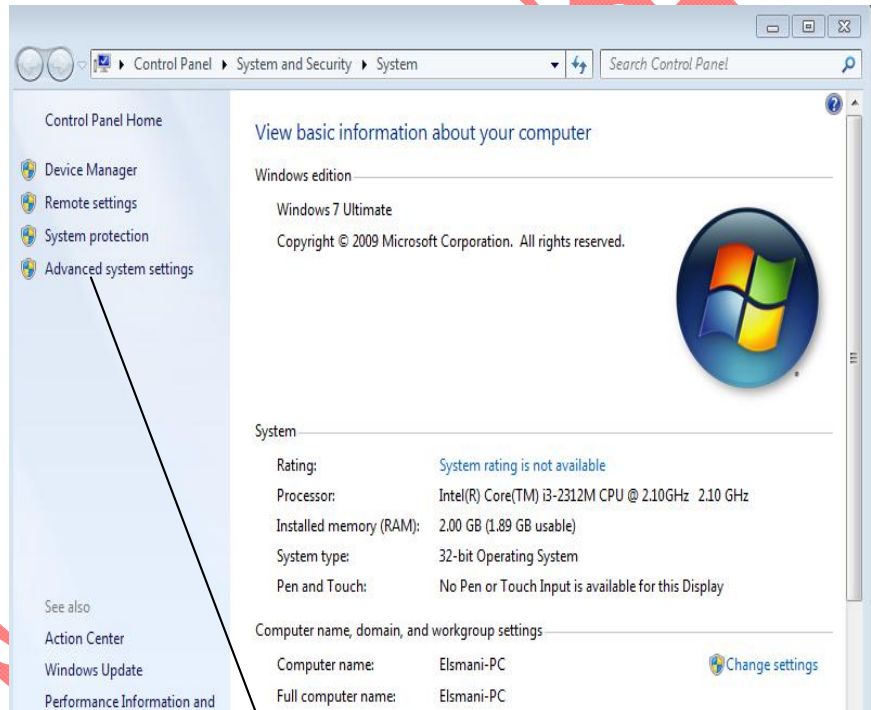 Control Panel System and Security System Search Control Panel
Control Panel Home
Device Manager
Remote settings
System protection
Advanced system settings
See also
Action Center
Windows Update
Performance Information and
View basic information about your computer
Windows edition
Windows 7 Ultimate
Copyright © 2009 Microsoft Corporation. All rights reserved.
System
Rating: System rating is not available
Processor: Intel(R) Core(TM) i3-2312M CPU @ 2.10GHz 2.10 GHz
Installed memory (RAM): 2.00 GB (1.89 GB usable)
System type: 32-bit Operating System
Pen and Touch: No Pen or Touch Input is available for this Display
Computer name, domain, and workgroup settings
Computer name: Elsmani-PC Change settings
Full computer name: Elsmani-PC